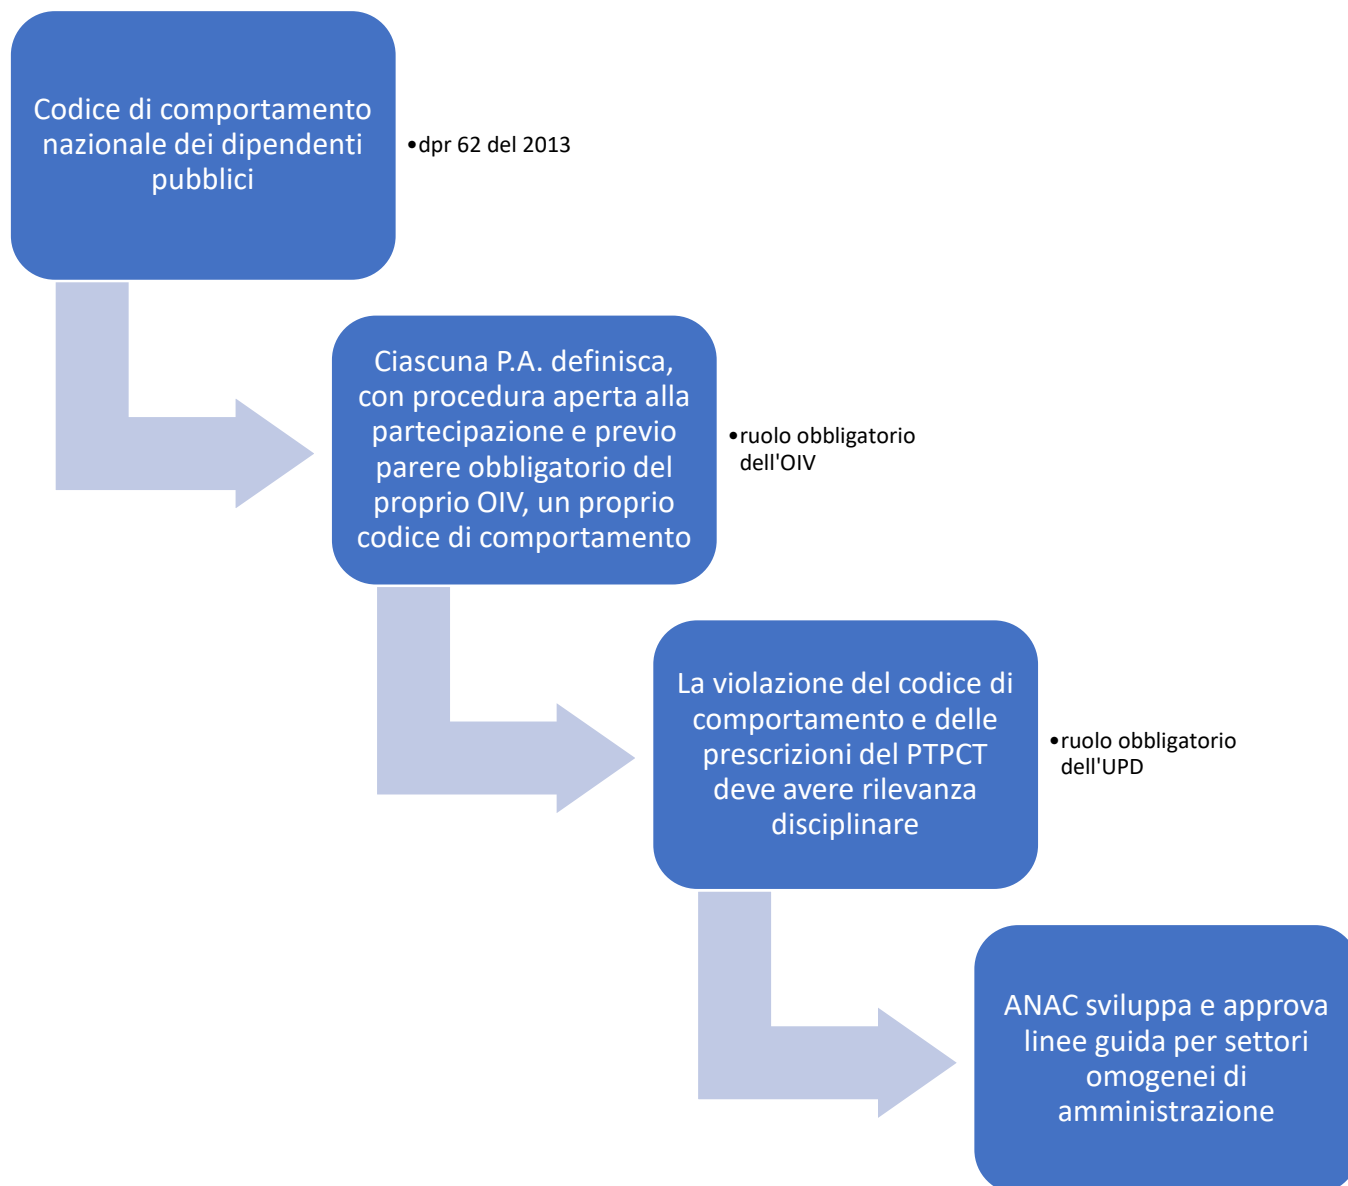 Codice di comportamento
nazionale dei dipendenti
pubblici
•dpr 62 del 2013
Ciascuna P.A. definisca,
con procedura aperta alla
partecipazione e previo
parere obbligatorio del
proprio OIV, un proprio
codice di comportamento
•ruolo obbligatorio
dell'OIV
La violazione del codice di
comportamento e delle
prescrizioni del PTPCT
deve avere rilevanza
disciplinare
•ruolo obbligatorio
dell'UPD
ANAC sviluppa e approva
linee guida per settori
omogenei di
amministrazione